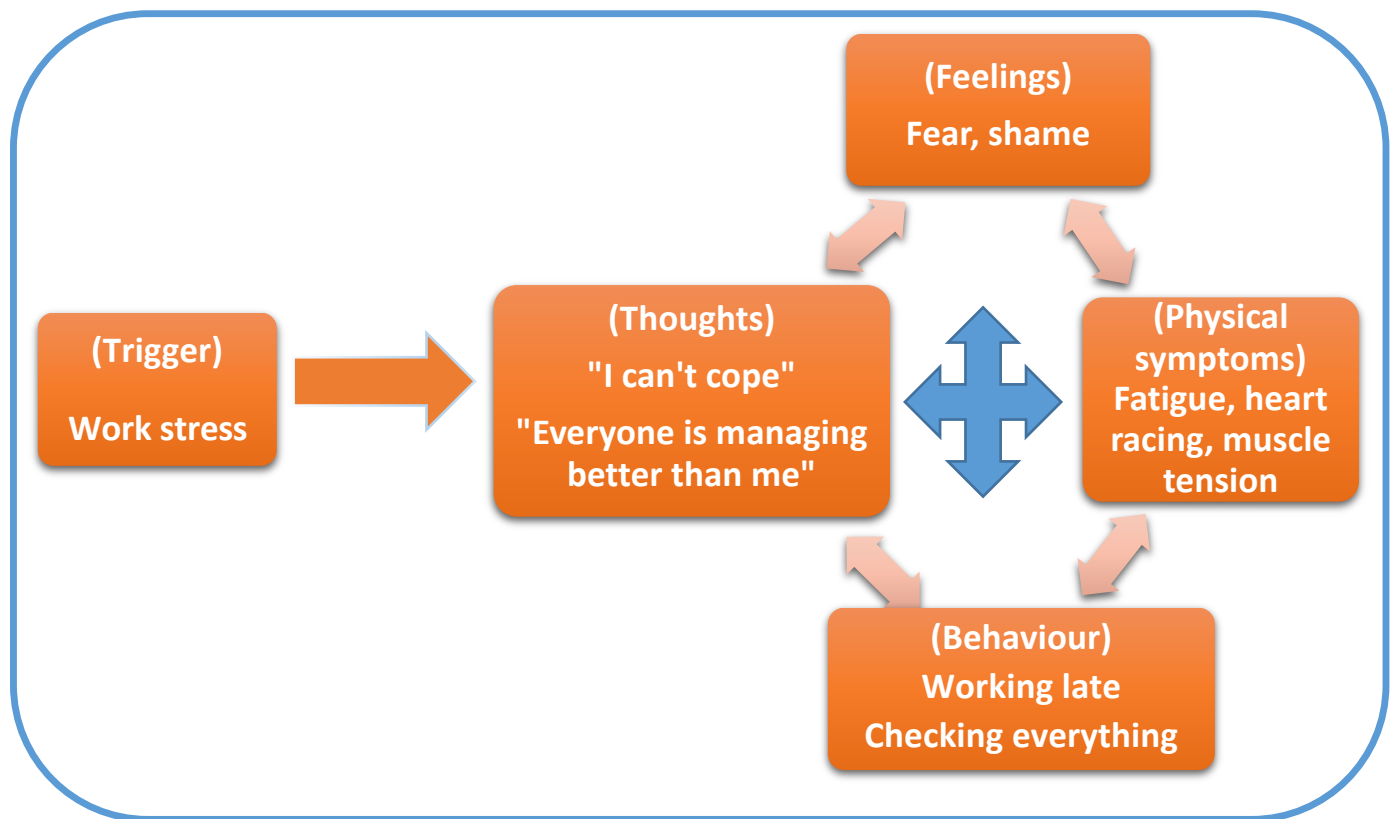 (Feelings)
Fear, shame
(Trigger)
Work stress
(Thoughts)
"I can't cope"
"Everyone is managing
better than me"
(Physical
symptoms)
Fatigue, heart
racing, muscle
tension
(Behaviour)
Working late
Checking everything